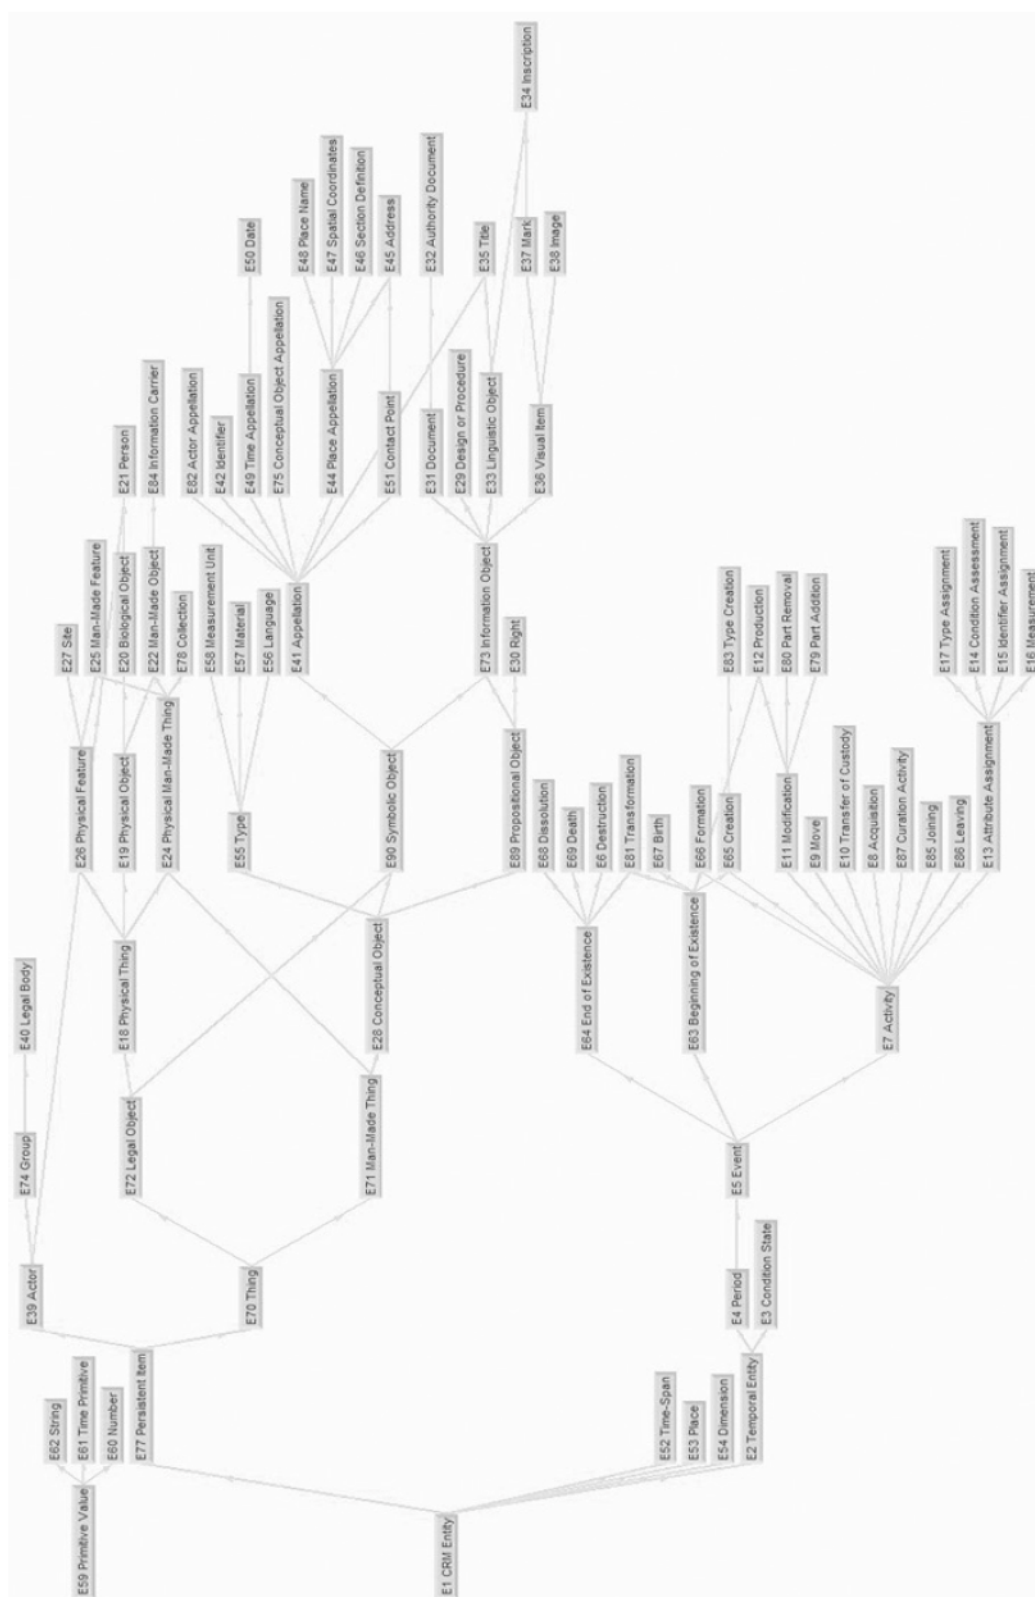 E59 Primitive Value
E62 String
E61 Time Primitive
E60 Number
E1 CRM Entity
E77 Persistent Item
E52 Time-Span
E53 Place
E54 Dimension
E2 Temporal Entity
E39 Actor
E70 Thing
E4 Period
E3 Condition State
E74 Group
E72 Legal Object
E71 Man-Made Thing
E5 Event
E40 Legal Body
E18 Physical Thing
E28 Conceptual Object
E64 End of Existence
E63 Beginning of Existence
E7 Activity
E26 Physical Feature
E19 Physical Object
E24 Physical Man-Made Thing
E55 Type
E90 Symbolic Object
E89 Propositional Object
E68 Dissolution
E69 Death
E6 Destruction
E81 Transformation
E67 Birth
E66 Formation
E65 Creation
E11 Modification
E9 Move
E10 Transfer of Custody
E8 Acquisition
E87 Curation Activity
E85 Joining
E86 Leaving
E13 Attribute Assignment
E27 Site
E25 Man-Made Feature
E20 Biological Object
E22 Man-Made Object
E78 Collection
E58 Measurement Unit
E57 Material
E56 Language
E41 Appellation
E73 Information Object
E30 Right
E83 Type Creation
E12 Production
E80 Part Removal
E79 Part Addition
E17 Type Assignment
E14 Condition Assessment
E15 Identifier Assignment
E16 Measurement
E21 Person
E84 Information Carrier
E82 Actor Appellation
E42 Identifier
E49 Time Appellation
E75 Conceptual Object Appellation
E44 Place Appellation
E51 Contact Point
E31 Document
E29 Design or Procedure
E33 Linguistic Object
E36 Visual Item
E50 Date
E48 Place Name
E47 Spatial Coordinates
E46 Section Definition
E45 Address
E32 Authority Document
E35 Title
E37 Mark
E38 Image
E34 Inscription